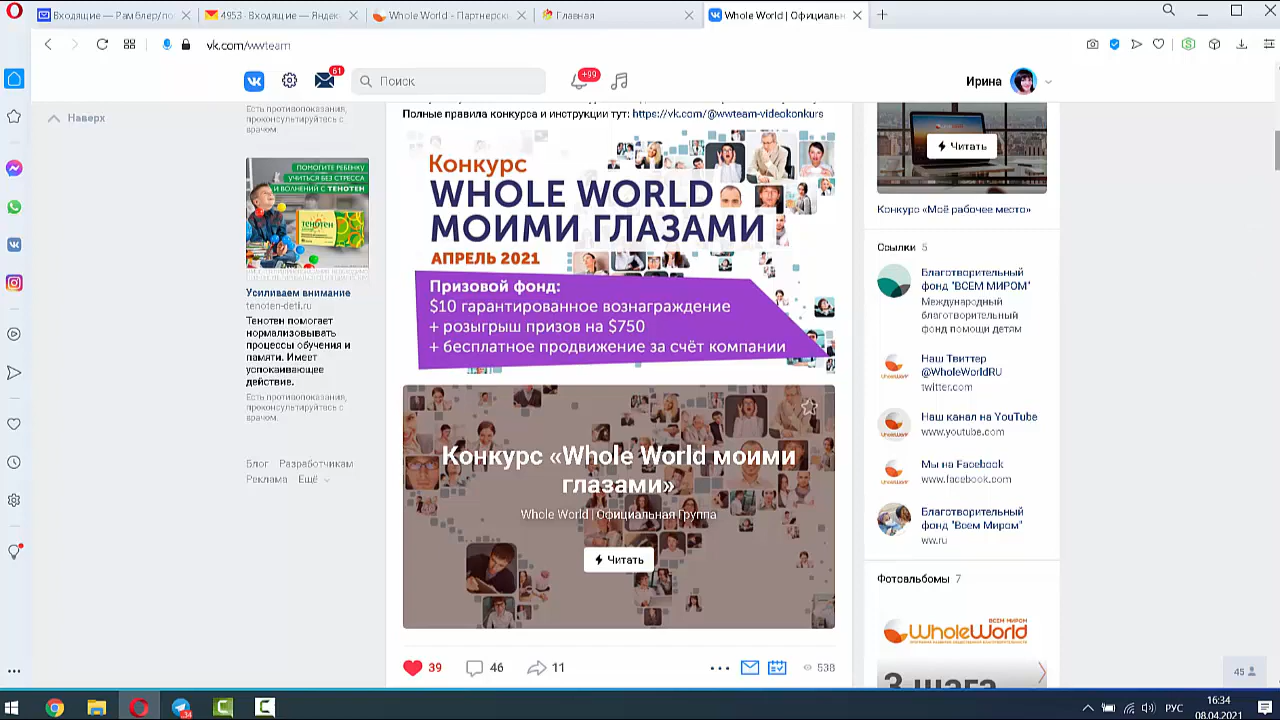 Входящие — Рамблер/по
4953 · Входящие — Яндекс
Whole World - Партнерск
Главная
Whole World | Официальн
vk.com/wwteam
61
Поиск
+99
Ирина
Есть противопоказания,
проконсультируйтесь с
врачом
Наверх
ПОМОГИТЕ РЕБЁНКУ
УЧИТЬСЯ БЕЗ СТРЕССА
И ВОЛНЕНИЙ С ТЕНОТЕН
ТЕНОТЕН
Усиливаем внимание
tenoten-deti.ru
Тенотен помогает
нормализовывать
процессы обучения и
памяти. Имеет
успокаивающее
действие.
Есть противопоказания,
проконсультируйтесь с
врачом.
Блог Разработчикам
Реклама Ещё
Полные правила конкурса и инструкции тут: https://vk.com/@wwteam-videokonkurs
Конкурс
WHOLE WORLD
МОИМИ ГЛАЗАМИ
АПРЕЛЬ 2021
Призовой фонд:
$10 гарантированное вознаграждение
+ розыгрыш призов на $750
+ бесплатное продвижение за счёт компании
Конкурс «Whole World моими
глазами»
Whole World | Официальная Группа
Читать
39 46 11 538
Читать
Конкурс «Моё рабочее место»
Ссылки 5
Благотворительный
фонд "ВСЕМ МИРОМ"
Международный
благотворительный
фонд помощи детям
Наш Твиттер
@WholeWorldRU
twitter.com
Наш канал на YouTube
www.youtube.com
Мы на Facebook
www.facebook.com
Благотворительный
фонд "Всем Миром"
ww.ru
Фотоальбомы 7
ВСЕМ МИРОМ
WholeWorld
3 шага
45
34
РУС
16:34
08.04.2021